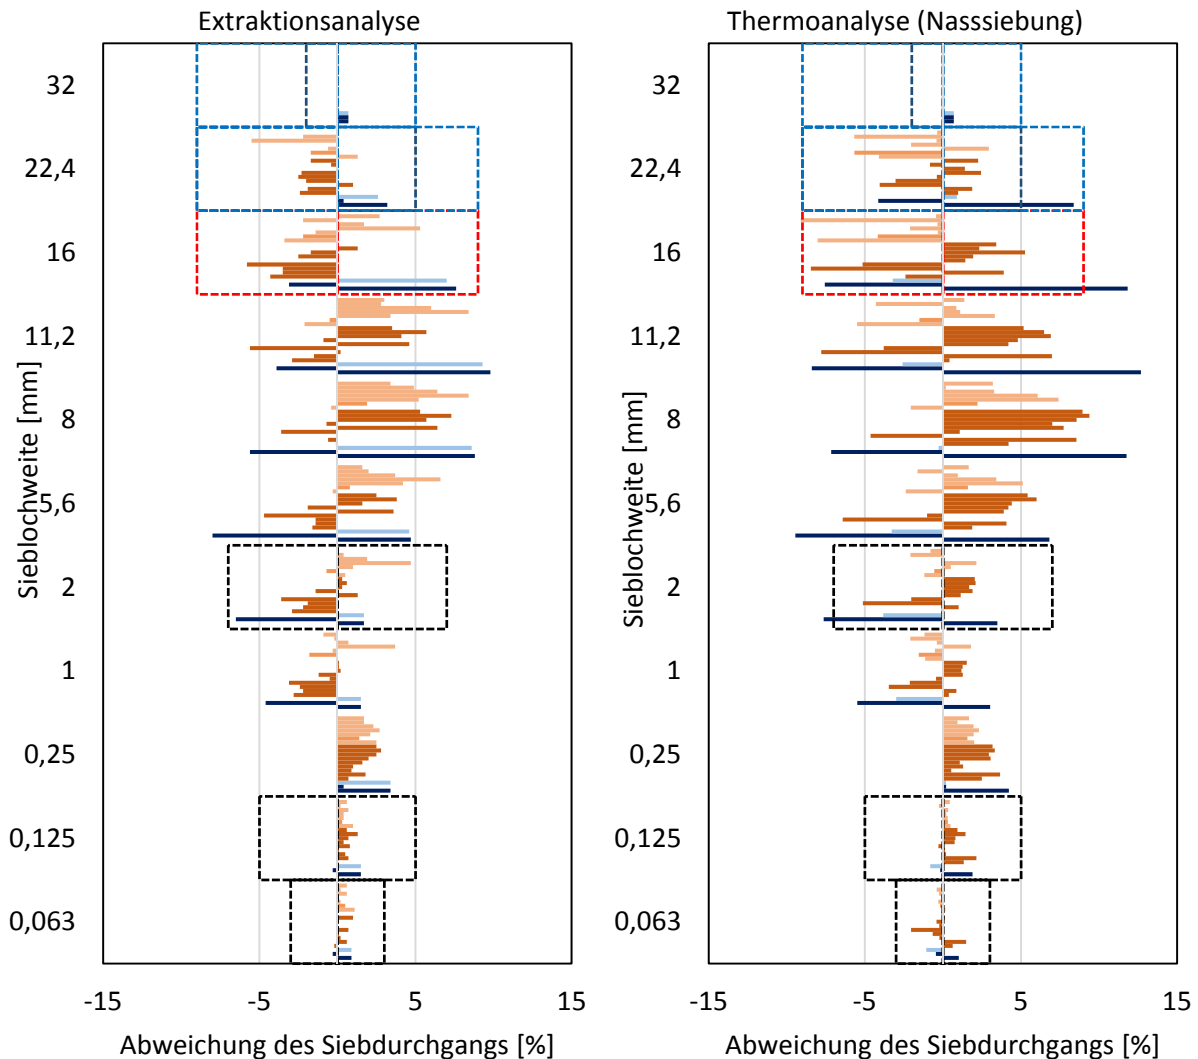 Extraktionsanalyse
Sieblochweite [mm]
32
22,4
16
11,2
8
5,6
2
1
0,25
0,125
0,063
-15 -5 5 15
Abweichung des Siebdurchgangs [%]
Thermoanalyse (Nasssiebung)
Sieblochweite [mm]
32
22,4
16
11,2
8
5,6
2
1
0,25
0,125
0,063
-15 -5 5 15
Abweichung des Siebdurchgangs [%]